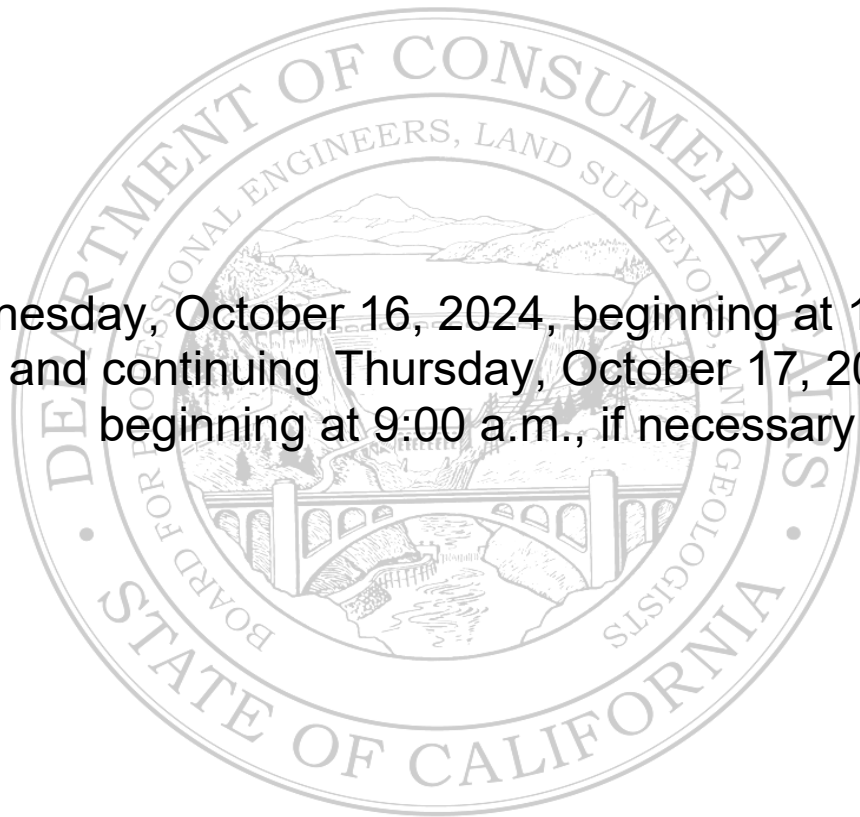 DEPARTMENT OF CONSUMER AFFAIRS
BOARD FOR PROFESSIONAL ENGINEERS, LAND SURVEYORS, AND GEOLOGISTS
nesday, October 16, 2024, beginning at 1
and continuing Thursday, October 17, 20
beginning at 9:00 a.m., if necessary
STATE OF CALIFORNIA